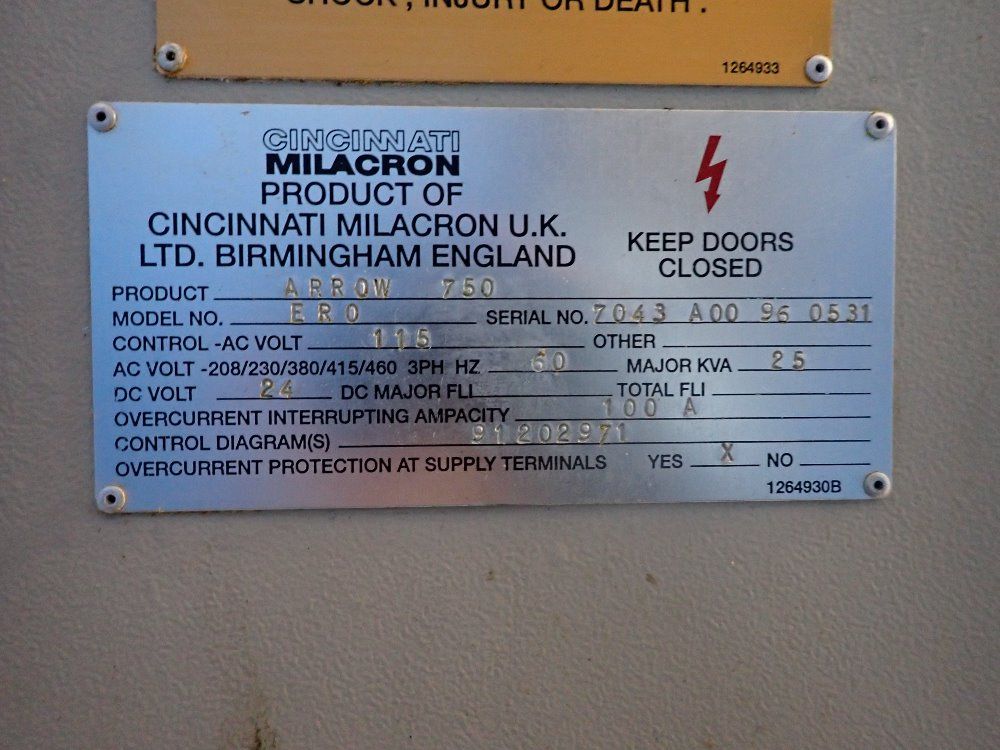 SHOCK , INJURY OR DEATH .
1264933
CINCINNATI
MILACRON
PRODUCT OF
CINCINNATI MILACRON U.K.
LTD. BIRMINGHAM ENGLAND
KEEP DOORS
CLOSED
PRODUCT ARROW 750
MODEL NO. ERO SERIAL NO. 7043 A00 96 0531
CONTROL -AC VOLT 115 OTHER
AC VOLT -208/230/380/415/460 3PH HZ 60 MAJOR KVA 25
DC VOLT 24 DC MAJOR FLI TOTAL FLI
OVERCURRENT INTERRUPTING AMPACITY 100 A
CONTROL DIAGRAM(S) 91202971
OVERCURRENT PROTECTION AT SUPPLY TERMINALS YES X NO
1264930B